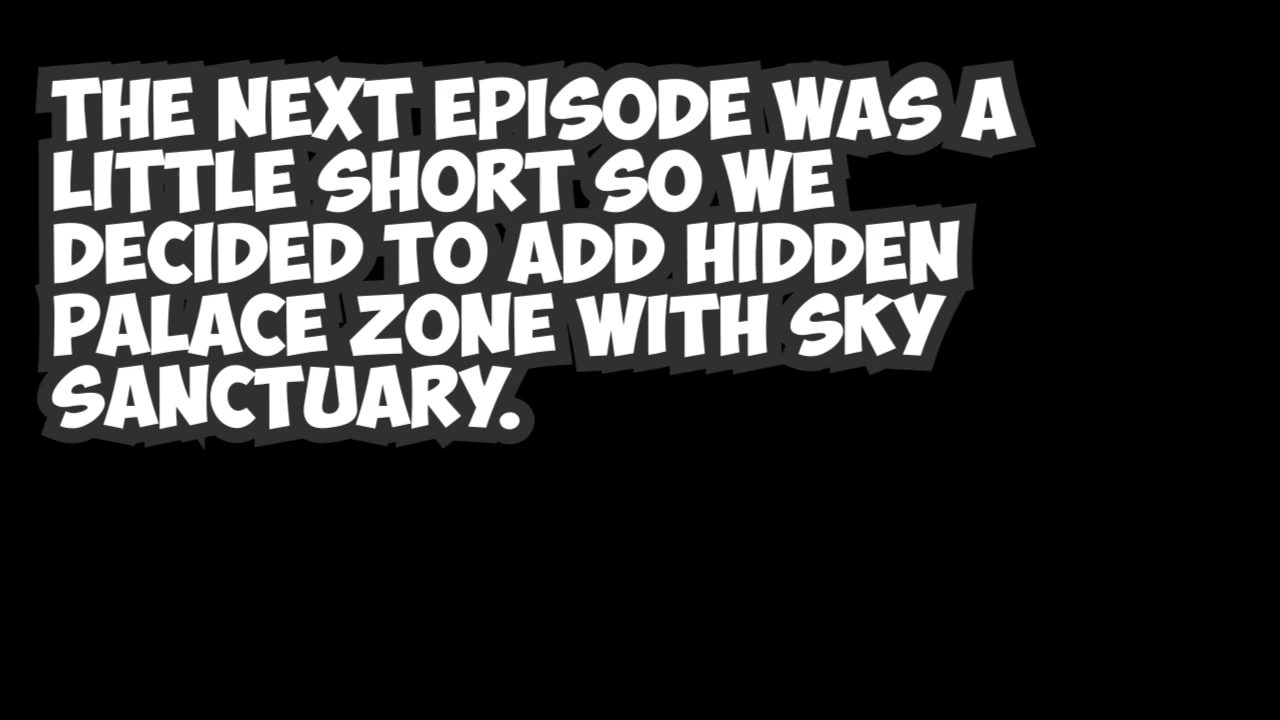 THE NEXT EPISODE WAS A
LITTLE SHORT SO WE
DECIDED TO ADD HIDDEN
PALACE ZONE WITH SKY
SANCTUARY.